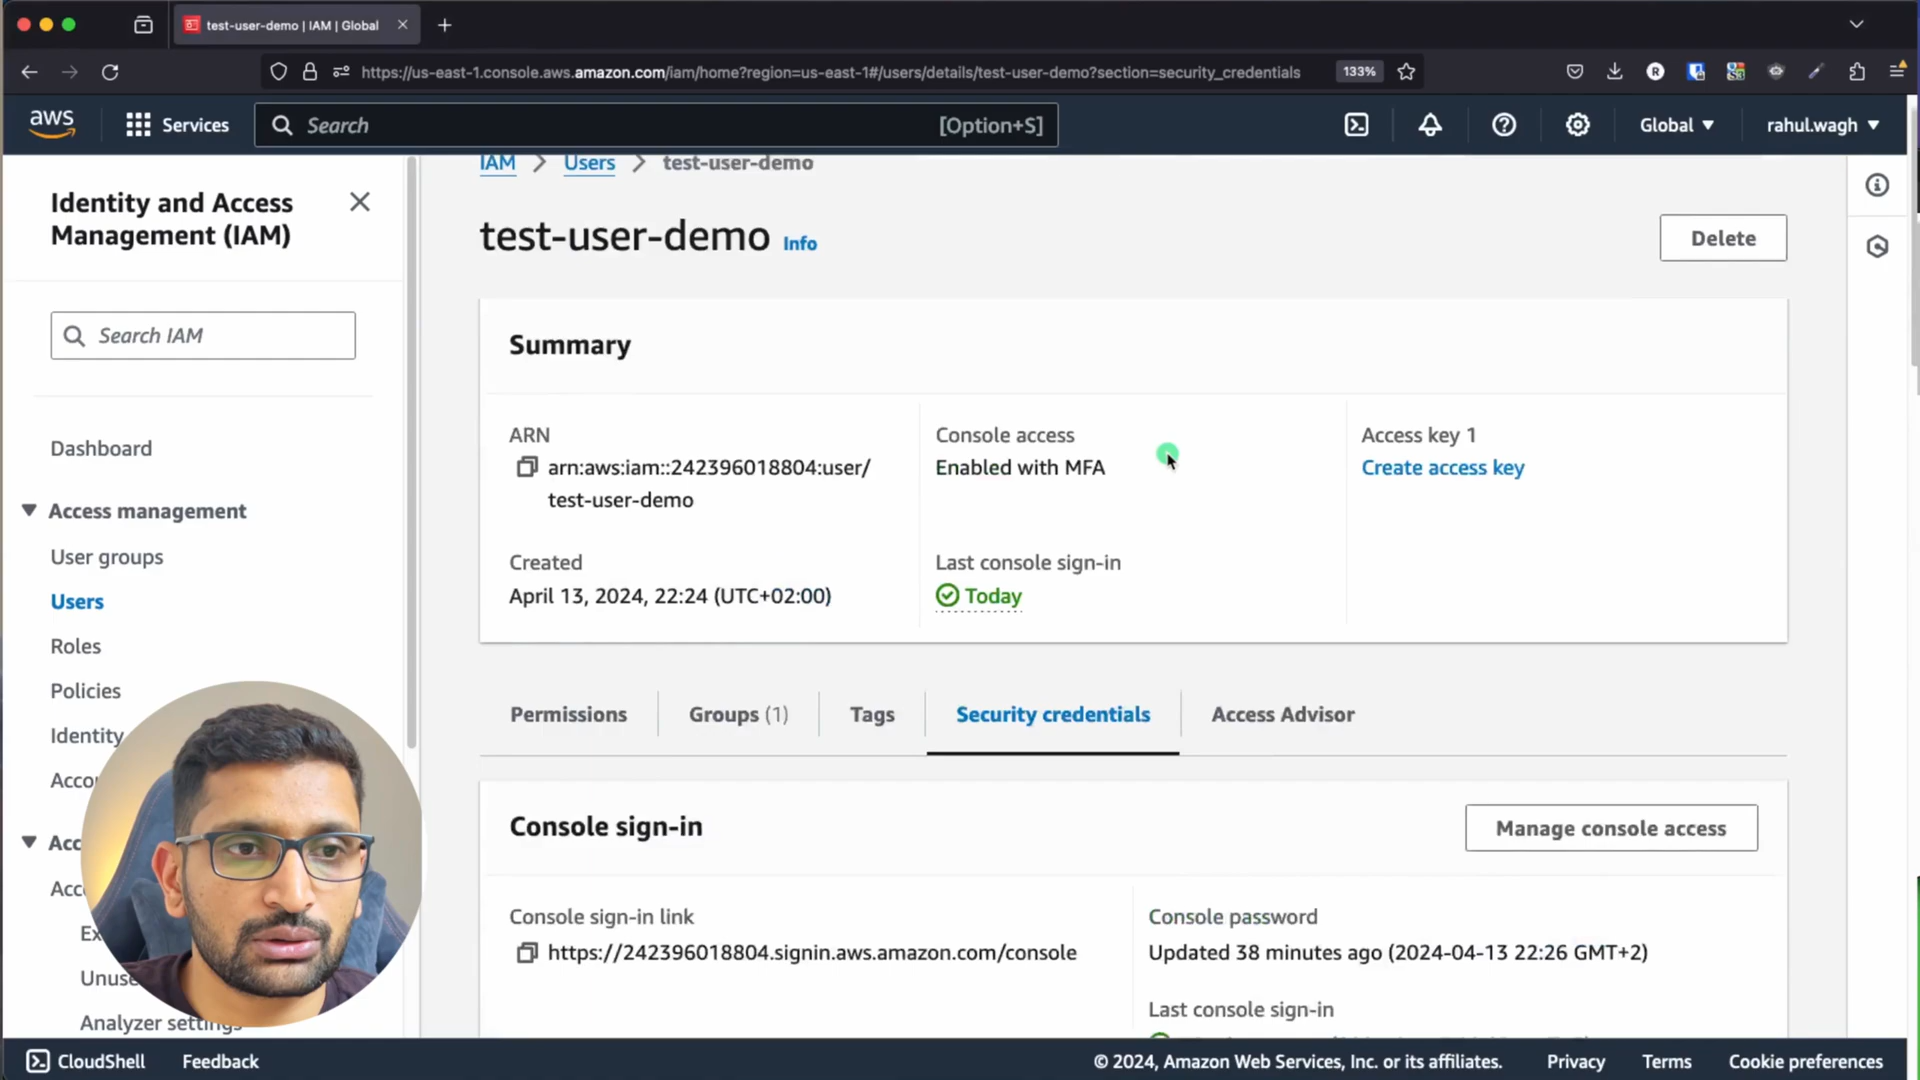 test-user-demo | IAM | Global
https://us-east-1.console.aws.amazon.com/iam/home?region=us-east-1#/users/details/test-user-demo?section=security_credentials
133%
aws
Services
Search
[Option+S]
Global
rahul.wagh
Identity and Access
Management (IAM)
Search IAM
Dashboard
Access management
User groups
Users
Roles
Policies
Identity
Unuse
Analyzer settings
IAM > Users > test-user-demo
test-user-demo Info
Delete
Summary
ARN
arn:aws:iam::242396018804:user/
test-user-demo
Console access
Enabled with MFA
Access key 1
Create access key
Created
April 13, 2024, 22:24 (UTC+02:00)
Last console sign-in
Today
Permissions
Groups (1)
Tags
Security credentials
Access Advisor
Console sign-in
Manage console access
Console sign-in link
https://242396018804.signin.aws.amazon.com/console
Console password
Updated 38 minutes ago (2024-04-13 22:26 GMT+2)
Last console sign-in
CloudShell
Feedback
© 2024, Amazon Web Services, Inc. or its affiliates.
Privacy
Terms
Cookie preferences